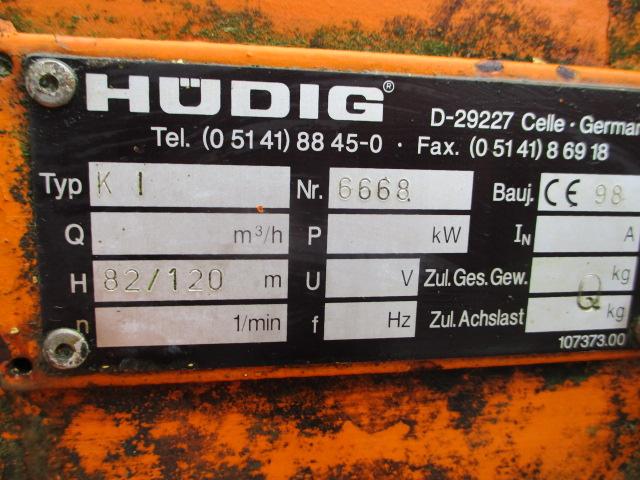 HÜDIG®
D-29227 Celle · German
Tel. (0 51 41) 88 45-0 · Fax. (0 51 41) 8 69 18
Typ K I Nr. 6668 Bauj. CE 98
Q m³/h P kW IN A
H 82/120 m U V Zul.Ges.Gew. kg
n 1/min f Hz Zul.Achslast kg
Q
107373.00